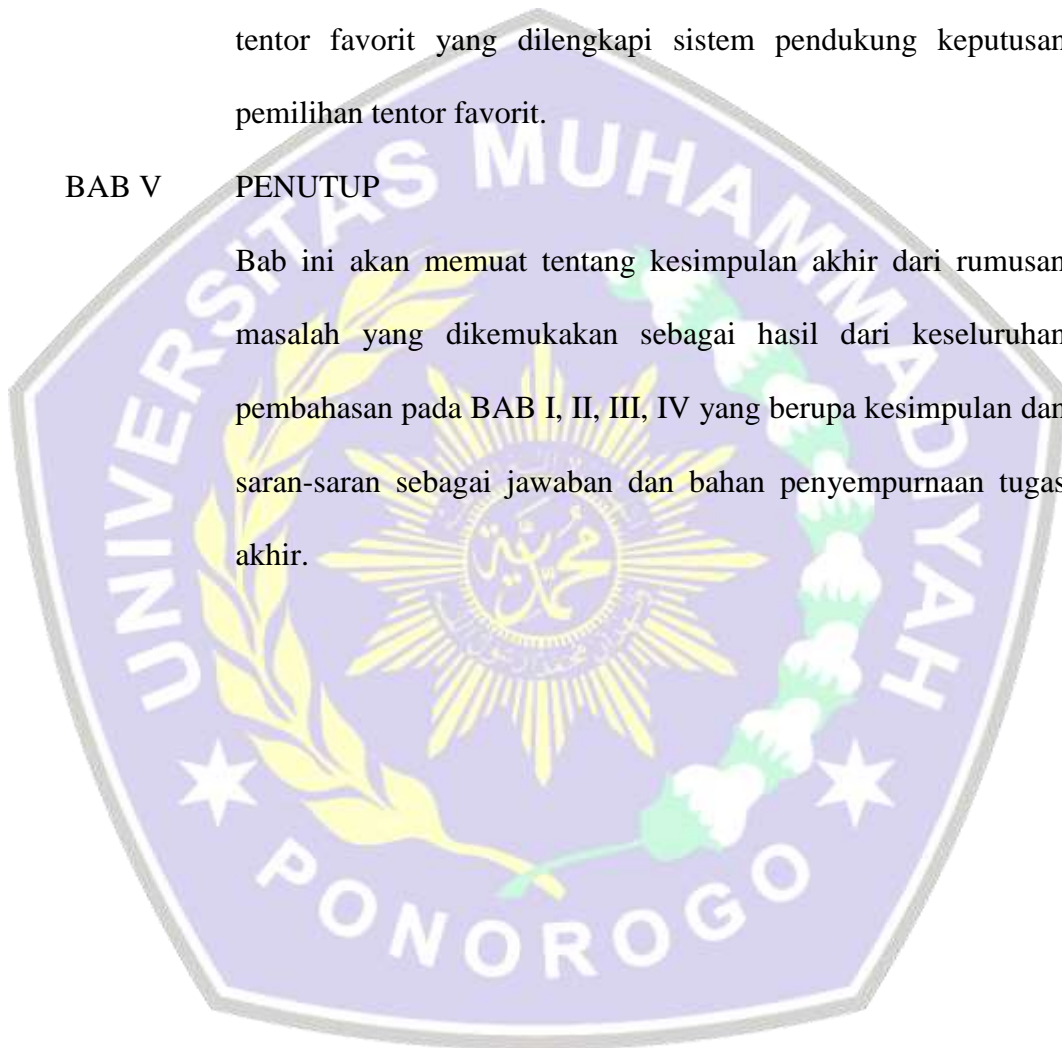 tentor favorit yang dilengkapi sistem pendukung keputusan
pemilihan tentor favorit.
BAB V PENUTUP
Bab ini akan memuat tentang kesimpulan akhir dari rumusan
masalah yang dikemukakan sebagai hasil dari keseluruhan
pembahasan pada BAB I, II, III, IV yang berupa kesimpulan dan
saran-saran sebagai jawaban dan bahan penyempurnaan tugas
akhir.
UNIVERSITAS MUHAMMADIYAH
PONOROGO
محمدية